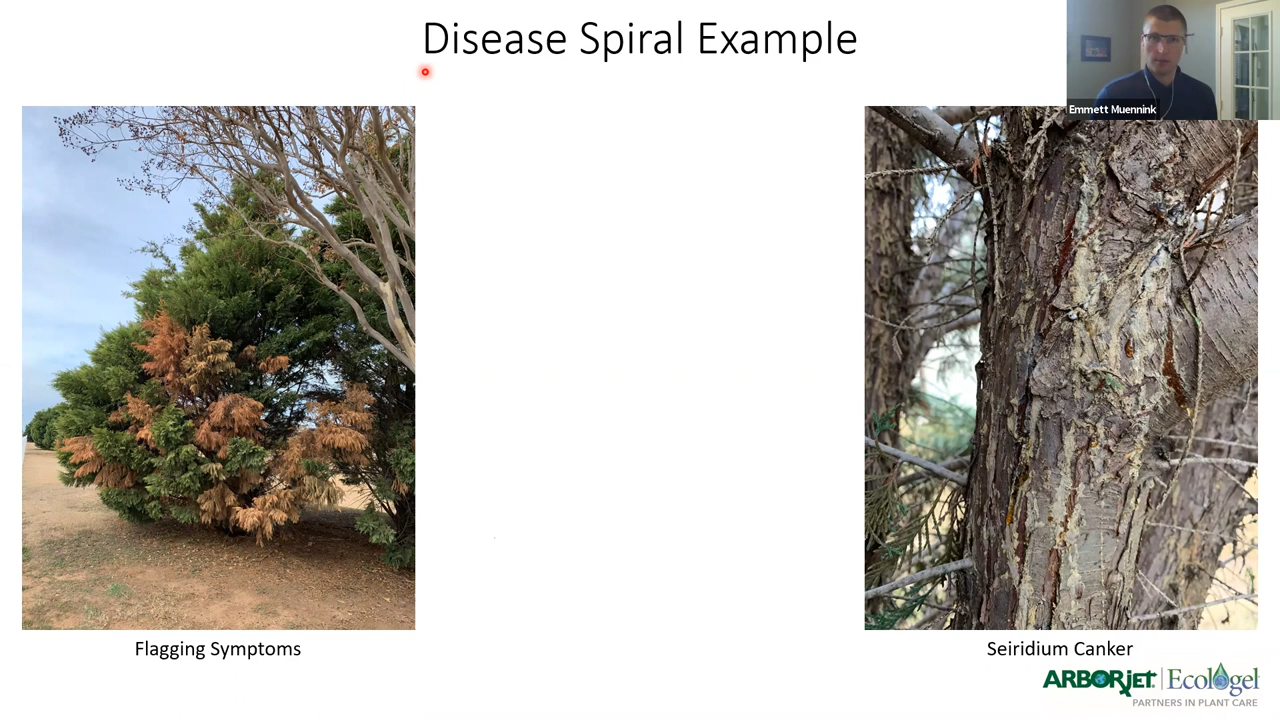 Disease Spiral Example
Emmett Muennink
Flagging Symptoms
Seiridium Canker
ARBORJET Ecologel
PARTNERS IN PLANT CARE